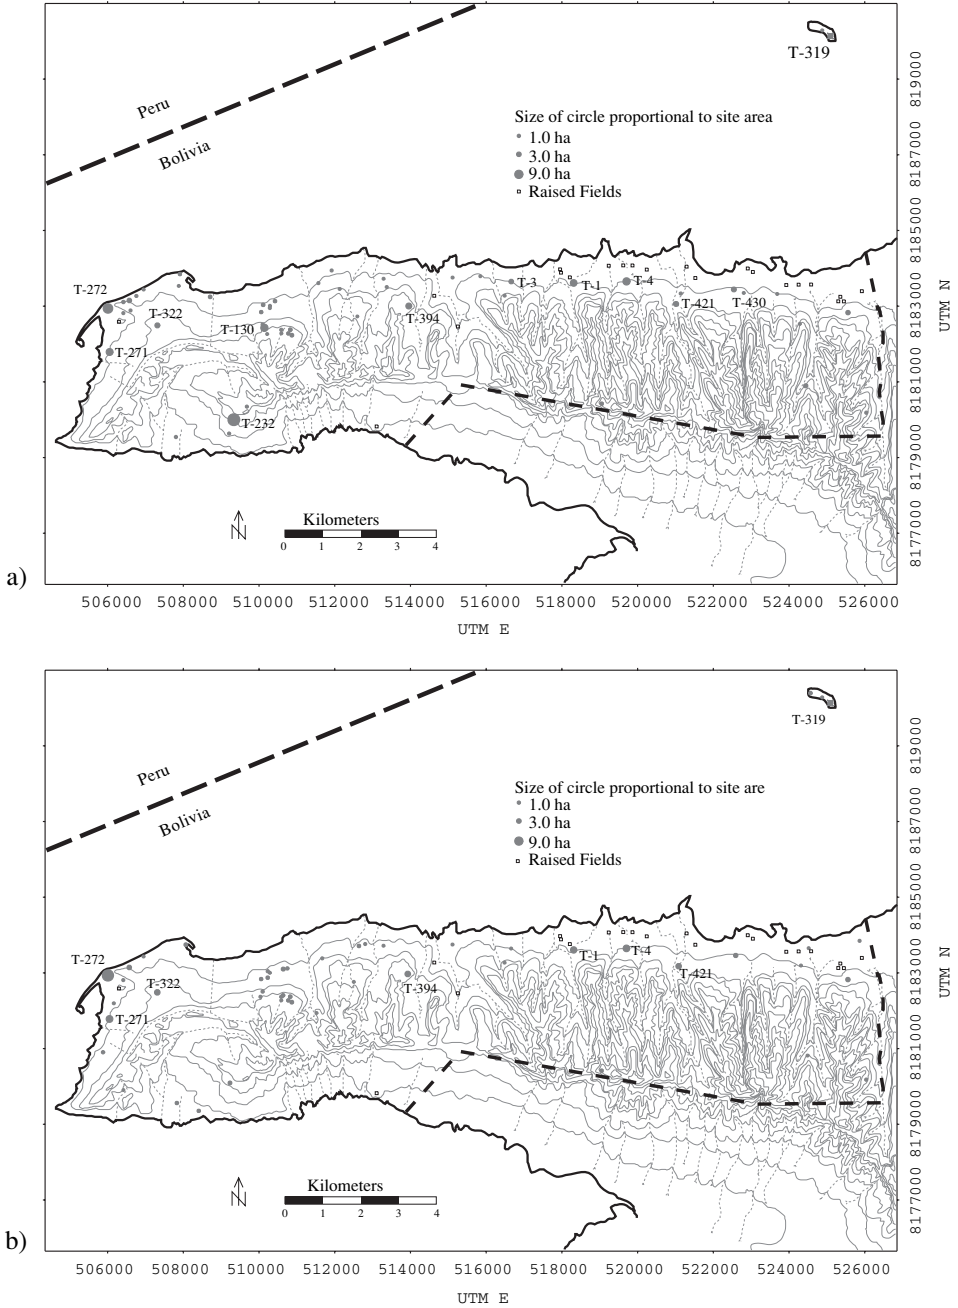 T-319
Peru
Bolivia
Size of circle proportional to site area
1.0 ha
3.0 ha
9.0 ha
Raised Fields
819000
8187000
8185000
8183000
8181000
8179000
8177000
UTM N
T-272
T-322
T-130
T-271
T-232
T-394
T-3
T-1
T-4
T-421
T-430
N
Kilometers
0 1 2 3 4
a)
506000 508000 510000 512000 514000 516000 518000 520000 522000 524000 526000
UTM E
T-319
Peru
Bolivia
Size of circle proportional to site are
1.0 ha
3.0 ha
9.0 ha
Raised Fields
819000
8187000
8185000
8183000
8181000
8179000
8177000
UTM N
T-272
T-322
T-271
T-394
T-1
T-4
T-421
N
Kilometers
0 1 2 3 4
b)
506000 508000 510000 512000 514000 516000 518000 520000 522000 524000 526000
UTM E